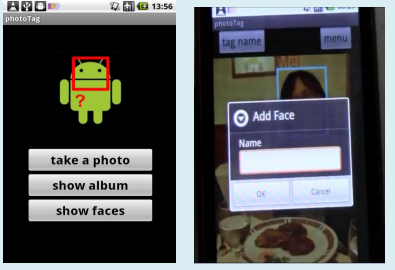 13:56
photoTag
?
take a photo
show album
show faces
photoTag
tag name
menu
Mei
Add Face
Name
OK
Cancel